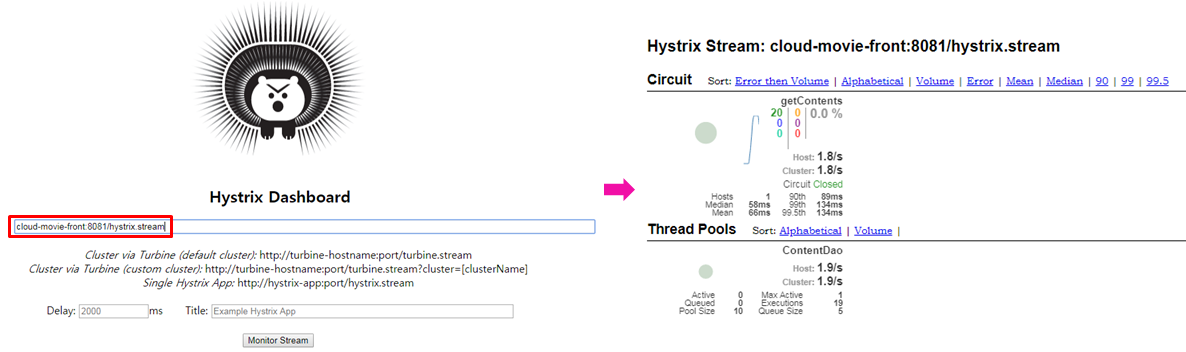 Hystrix Dashboard
cloud-movie-front:8081/hystrix.stream
Cluster via Turbine (default cluster): http://turbine-hostname:port/turbine.stream
Cluster via Turbine (custom cluster): http://turbine-hostname:port/turbine.stream?cluster=[clusterName]
Single Hystrix App: http://hystrix-app:port/hystrix.stream
Delay: 2000 ms Title: Example Hystrix App
Monitor Stream
Hystrix Stream: cloud-movie-front:8081/hystrix.stream
Circuit Sort: Error then Volume | Alphabetical | Volume | Error | Mean | Median | 90 | 99 | 99.5
getContents
20 0 0.0 %
0 0
0 0
Host: 1.8/s
Cluster: 1.8/s
Circuit Closed
Hosts 1 90th 89ms
Median 58ms 99th 134ms
Mean 66ms 99.5th 134ms
Thread Pools Sort: Alphabetical | Volume |
ContentDao
Host: 1.9/s
Cluster: 1.9/s
Active 0 Max Active 1
Queued 0 Executions 19
Pool Size 10 Queue Size 5